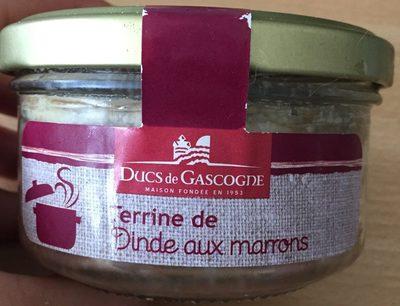 DUCS DE GASCOGNE
MAISON FONDÉE EN 1953
Terrine de
Dinde aux marrons